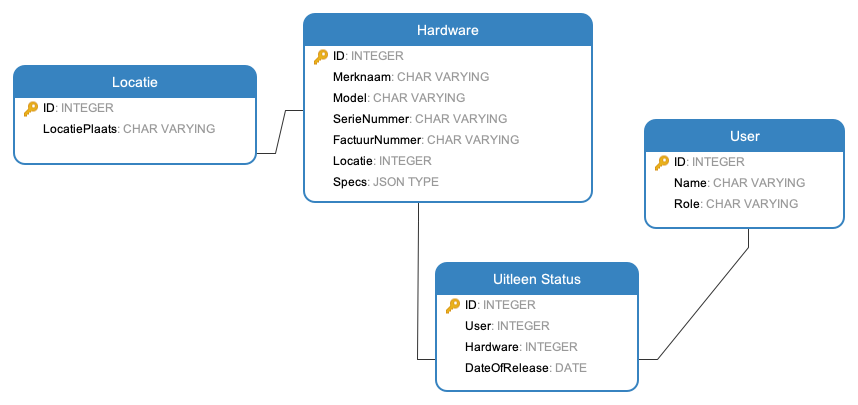 Locatie
ID: INTEGER
LocatiePlaats: CHAR VARYING
Hardware
ID: INTEGER
Merknaam: CHAR VARYING
Model: CHAR VARYING
SerieNummer: CHAR VARYING
FactuurNummer: CHAR VARYING
Locatie: INTEGER
Specs: JSON TYPE
User
ID: INTEGER
Name: CHAR VARYING
Role: CHAR VARYING
Uitleen Status
ID: INTEGER
User: INTEGER
Hardware: INTEGER
DateOfRelease: DATE